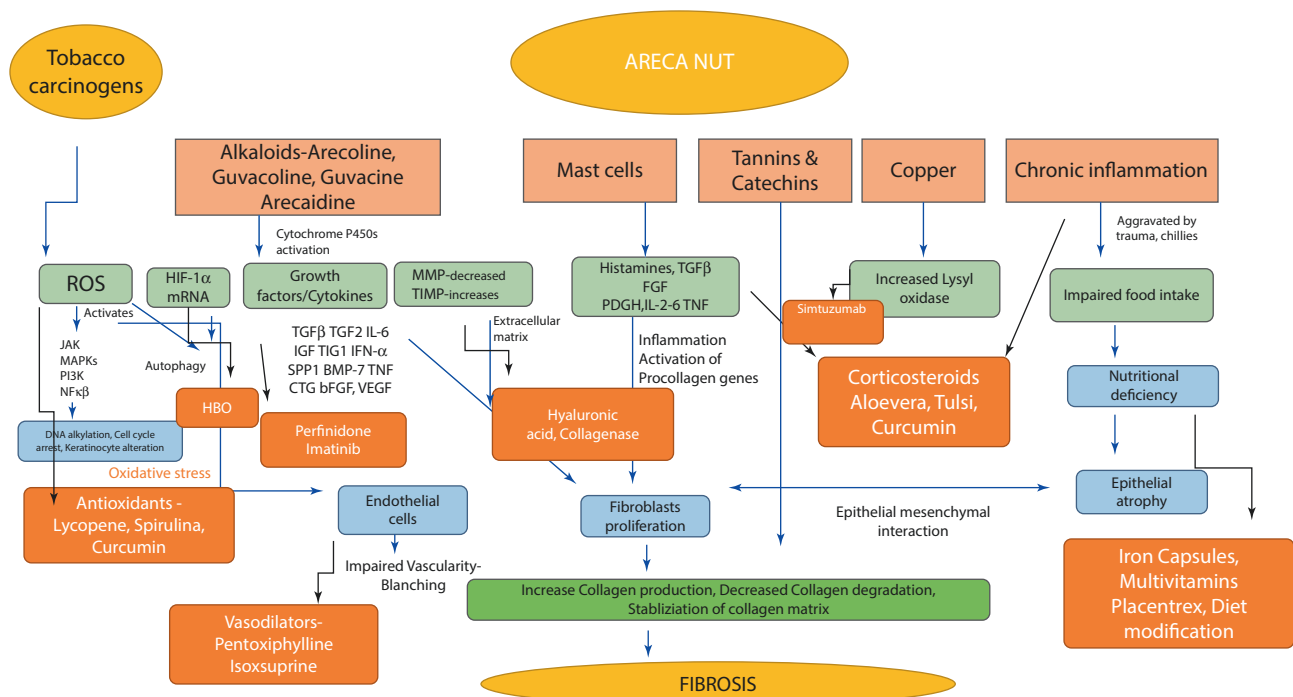 Tobacco
carcinogens
ARECA NUT
Alkaloids-Arecoline,
Guvacoline, Guvacine
Arecaidine
Mast cells
Tannins &
Catechins
Copper
Chronic inflammation
Cytochrome P450s
activation
Aggravated by
trauma, chillies
ROS
HIF-1α
mRNA
Growth
factors/Cytokines
MMP-decreased
TIMP-increases
Histamines, TGFβ
FGF
PDGH,IL-2-6 TNF
Increased Lysyl
oxidase
Simtuzumab
Impaired food intake
Activates
JAK
MAPKs
PI3K
NFκβ
Autophagy
TGFβ TGF2 IL-6
IGF TIG1 IFN-α
SPP1 BMP-7 TNF
CTG bFGF, VEGF
Extracellular
matrix
Inflammation
Activation of
Procollagen genes
Corticosteroids
Aloevera, Tulsi,
Curcumin
Nutritional
deficiency
HBO
Perfinidone
Imatinib
Hyaluronic
acid, Collagenase
DNA alkylation, Cell cycle
arrest, Keratinocyte alteration
Oxidative stress
Antioxidants -
Lycopene, Spirulina,
Curcumin
Endothelial
cells
Fibroblasts
proliferation
Epithelial mesenchymal
interaction
Epithelial
atrophy
Impaired Vascularity-
Blanching
Increase Collagen production, Decreased Collagen degradation,
Stabliziation of collagen matrix
Iron Capsules,
Multivitamins
Placentrex, Diet
modification
Vasodilators-
Pentoxiphylline
Isoxsuprine
FIBROSIS